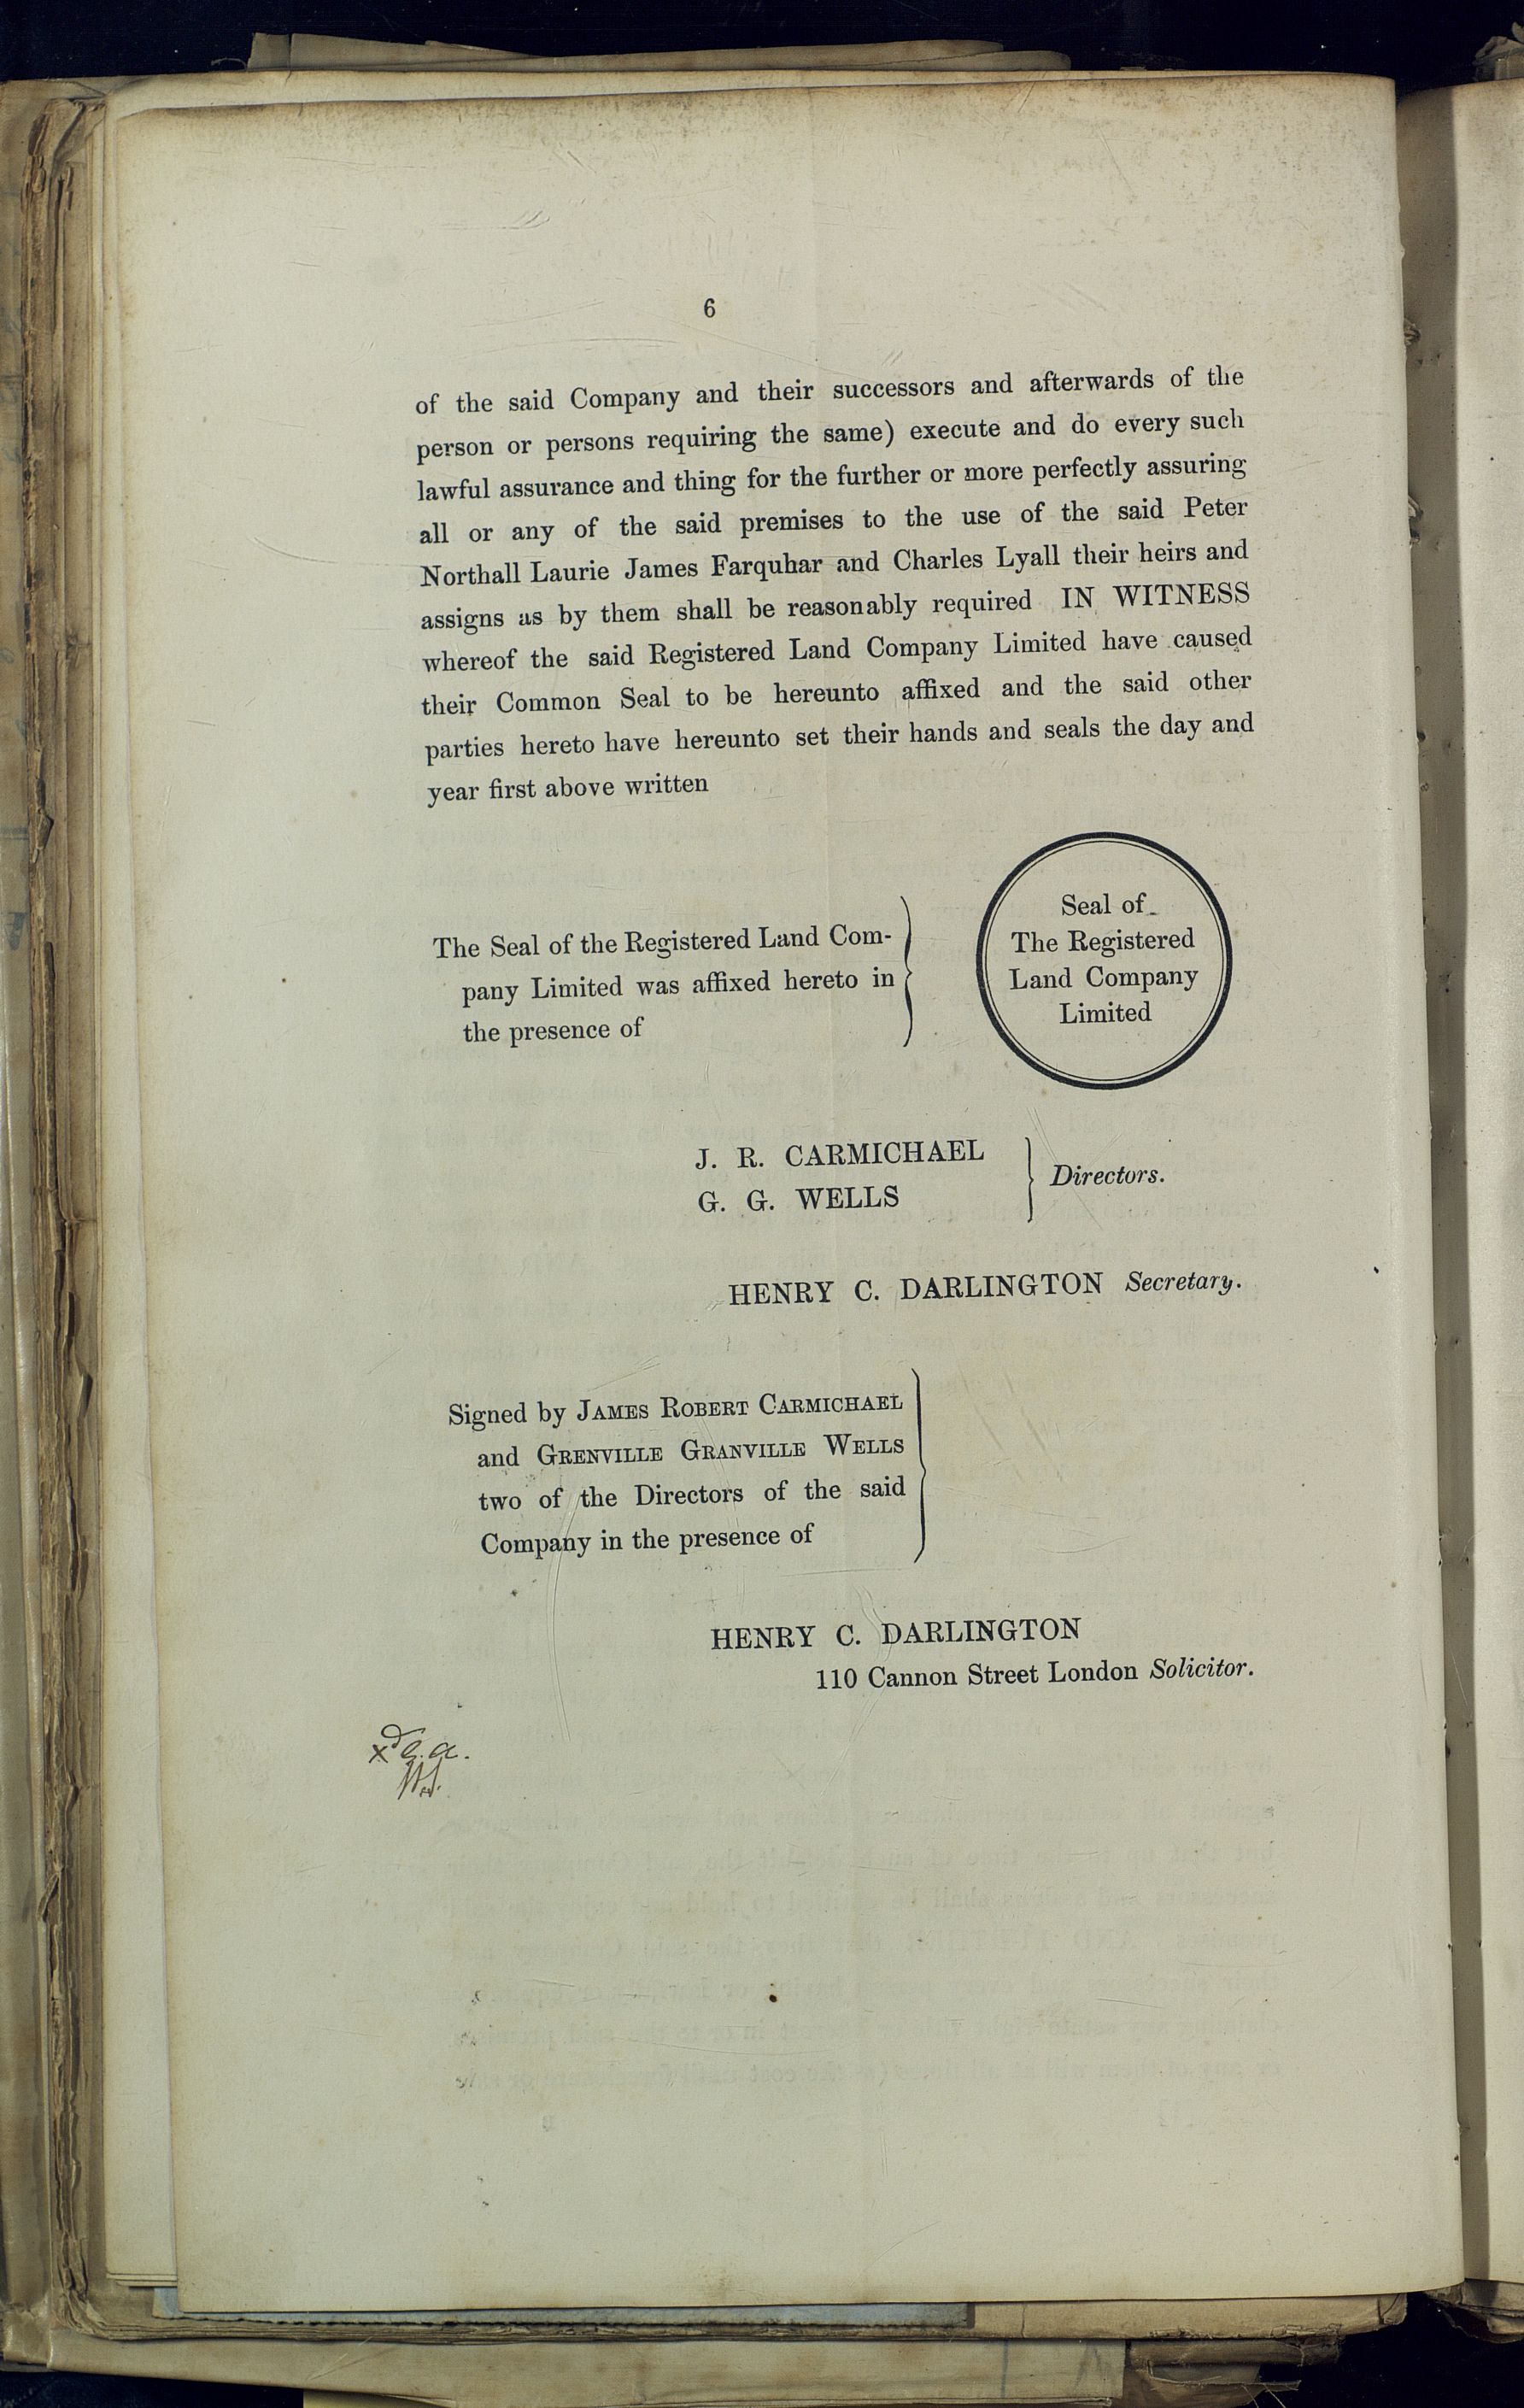 6
of the said Company and their successors and afterwards of the
person or persons requiring the same) execute and do every such
lawful assurance and thing for the further or more perfectly assuring
all or any of the said premises to the use of the said Peter
Northall Laurie James Farquhar and Charles Lyall their heirs and
assigns as by them shall be reasonably required IN WITNESS
whereof the said Registered Land Company Limited have caused
their Common Seal to be hereunto affixed and the said other
parties hereto have hereunto set their hands and seals the day and
year first above written
The Seal of the Registered Land Com-
pany Limited was affixed hereto in
the presence of
Seal of
The Registered
Land Company
Limited
J. R. CARMICHAEL
G. G. WELLS
Directors.
HENRY C. DARLINGTON Secretary.
Signed by JAMES ROBERT CARMICHAEL
and GRENVILLE GRANVILLE WELLS
two of the Directors of the said
Company in the presence of
HENRY C. DARLINGTON
110 Cannon Street London Solicitor.